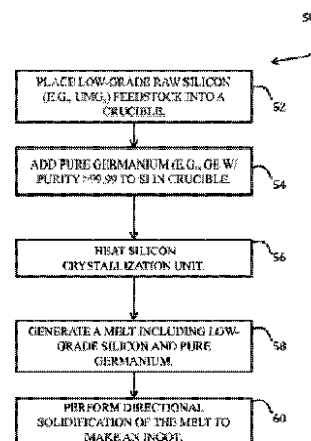 50
PLACE LOW-GRADE RAW SILICON
(E.G., UMG,) FEEDSTOCK INTO A
CRUCIBLE.
52
ADD PURE GERMANIUM (E.G., GE W/
PURITY >99.99 TO SI IN CRUCIBLE.
54
HEAT SILICON
CRYSTALLIZATION UNIT.
56
GENERATE A MELT INCLUDING LOW-
GRADE SILICON AND PURE
GERMANIUM.
58
PERFORM DIRECTIONAL
SOLIDIFICATION OF THE MELT TO
MAKE AN INGOT.
60